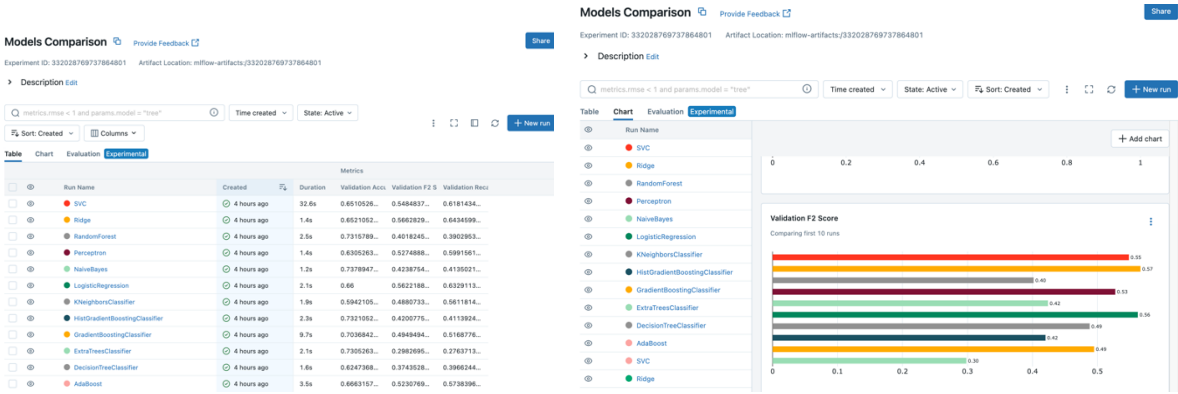 Models Comparison Provide Feedback
Share
Experiment ID: 332028769737864801 Artifact Location: mlflow-artifacts:/332028769737864801
> Description Edit
metrics.rmse < 1 and params.model = "tree"
Time created State: Active
Sort: Created Columns
+ New run
Table Chart Evaluation Experimental
Metrics
Run Name Created Duration Validation Accu Validation F2 S Validation Reca
SVC 4 hours ago 32.6s 0.6510526... 0.5484837... 0.6181434...
Ridge 4 hours ago 1.4s 0.6521052... 0.5662829... 0.6434599...
RandomForest 4 hours ago 2.5s 0.7315789... 0.4018245... 0.3902953...
Perceptron 4 hours ago 1.4s 0.6305263... 0.5274888... 0.5991561...
NaiveBayes 4 hours ago 1.2s 0.7378947... 0.4238754... 0.4135021...
LogisticRegression 4 hours ago 2.1s 0.66 0.5622188... 0.6329113...
KNeighborsClassifier 4 hours ago 1.9s 0.5942105... 0.4880733... 0.5611814...
HistGradientBoostingClassifier 4 hours ago 2.3s 0.7321052... 0.4200775... 0.4113924...
GradientBoostingClassifier 4 hours ago 9.7s 0.7036842... 0.4949494... 0.5168776...
ExtraTreesClassifier 4 hours ago 2.1s 0.7305263... 0.2982695... 0.2763713...
DecisionTreeClassifier 4 hours ago 1.6s 0.6247368... 0.3743528... 0.3966244...
AdaBoost 4 hours ago 3.5s 0.6663157... 0.5230769... 0.5738396...
Models Comparison Provide Feedback
Share
Experiment ID: 332028769737864801 Artifact Location: mlflow-artifacts:/332028769737864801
> Description Edit
metrics.rmse < 1 and params.model = "tree"
Time created State: Active Sort: Created + New run
Table Chart Evaluation Experimental
Run Name
SVC
Ridge
RandomForest
Perceptron
NaiveBayes
LogisticRegression
KNeighborsClassifier
HistGradientBoostingClassifier
GradientBoostingClassifier
ExtraTreesClassifier
DecisionTreeClassifier
AdaBoost
SVC
Ridge
+ Add chart
0 0.2 0.4 0.6 0.8 1
Validation F2 Score
Comparing first 10 runs
0.55
0.57
0.40
0.53
0.42
0.56
0.49
0.42
0.49
0.30
0 0.1 0.2 0.3 0.4 0.5